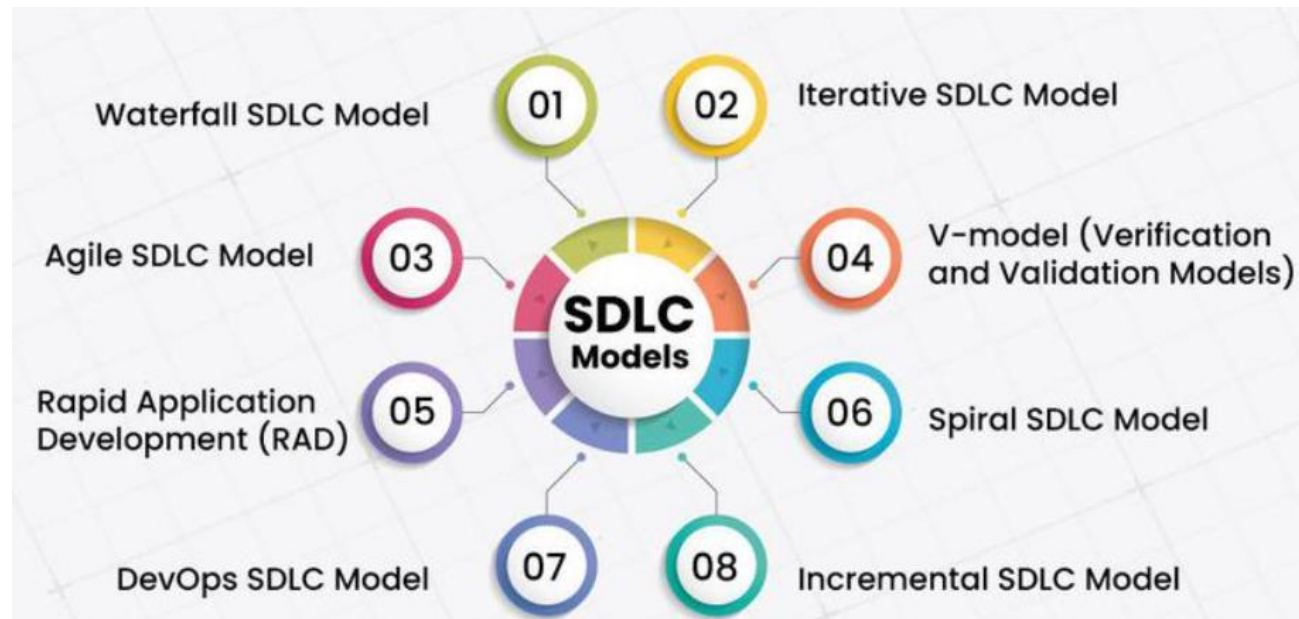 01
Waterfall SDLC Model
02
Iterative SDLC Model
03
Agile SDLC Model
04
V-model (Verification
and Validation Models)
SDLC
Models
05
Rapid Application
Development (RAD)
06
Spiral SDLC Model
07
DevOps SDLC Model
08
Incremental SDLC Model